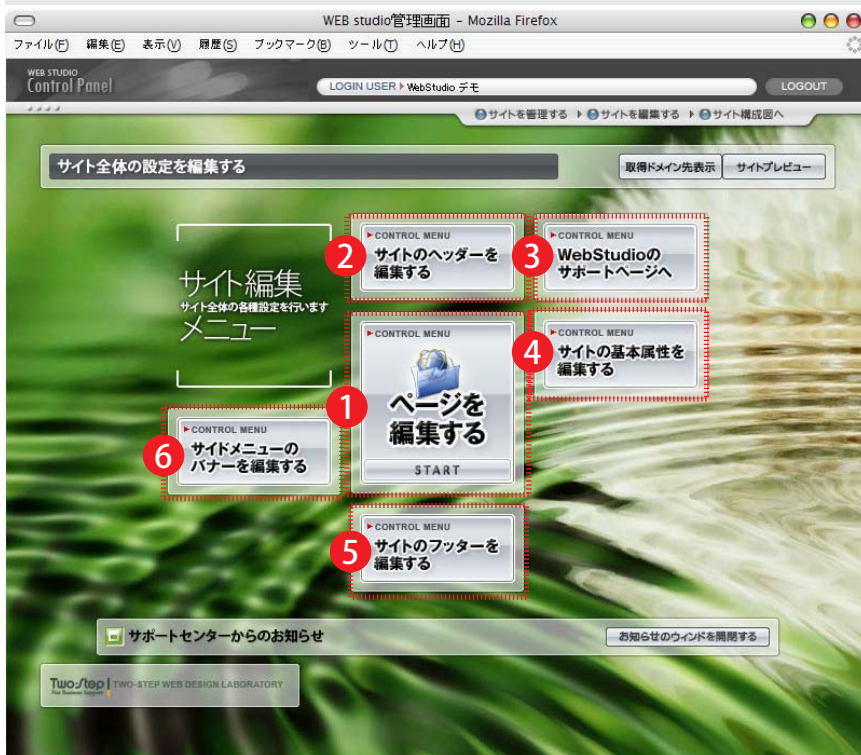 WEB studio管理画面 - Mozilla Firefox
ファイル(F) 編集(E) 表示(V) 履歴(S) ブックマーク(B) ツール(T) ヘルプ(H)
WEB STUDIO
Control Panel
LOGIN USER WebStudio デモ
LOGOUT
サイトを管理する サイトを編集する サイト構成図へ
サイト全体の設定を編集する
取得ドメイン先表示
サイトプレビュー
サイト編集
サイト全体の各種設定を行います
メニュー
2
CONTROL MENU
サイトのヘッダーを
編集する
3
CONTROL MENU
WebStudioの
サポートページへ
1
CONTROL MENU
ページを
編集する
START
4
CONTROL MENU
サイトの基本属性を
編集する
6
CONTROL MENU
サイドメニューの
バナーを編集する
5
CONTROL MENU
サイトのフッターを
編集する
サポートセンターからのお知らせ
お知らせのウィンドを開閉する
Two:/tep TWO-STEP WEB DESIGN LABORATORY